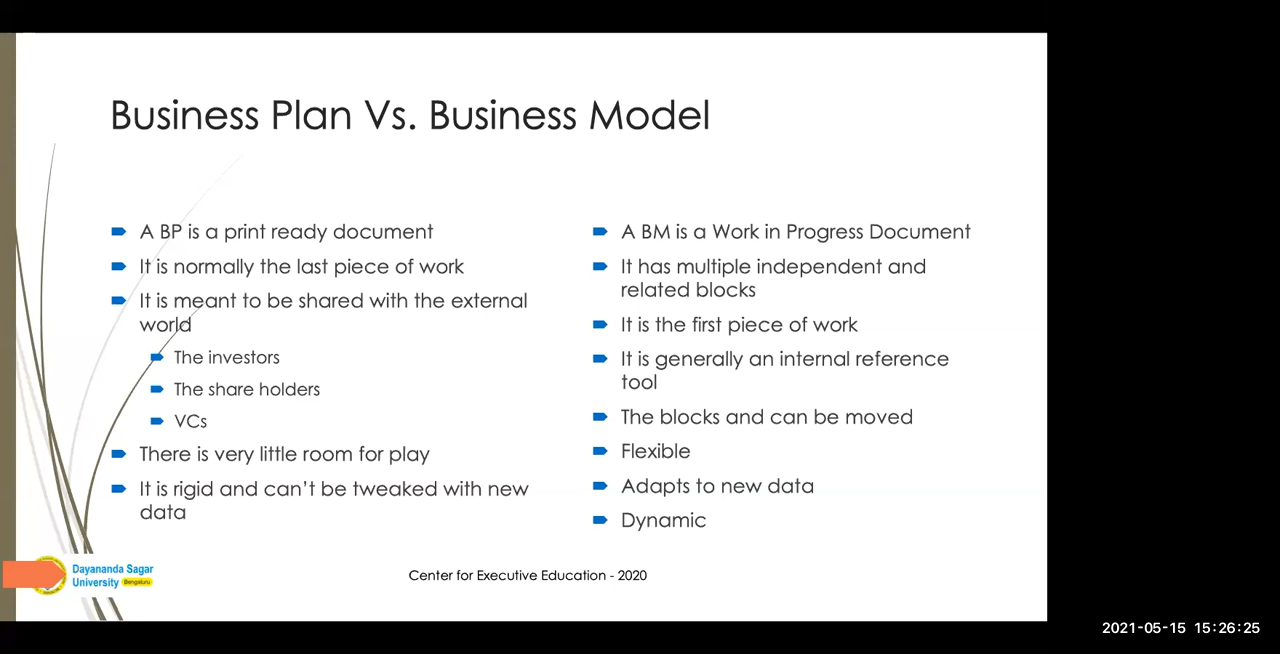 Business Plan Vs. Business Model
A BP is a print ready document
It is normally the last piece of work
It is meant to be shared with the external
world
The investors
The share holders
VCs
There is very little room for play
It is rigid and can't be tweaked with new
data
A BM is a Work in Progress Document
It has multiple independent and
related blocks
It is the first piece of work
It is generally an internal reference
tool
The blocks and can be moved
Flexible
Adapts to new data
Dynamic
Dayananda Sagar
University Bengaluru
Center for Executive Education - 2020
2021-05-15 15:26:25